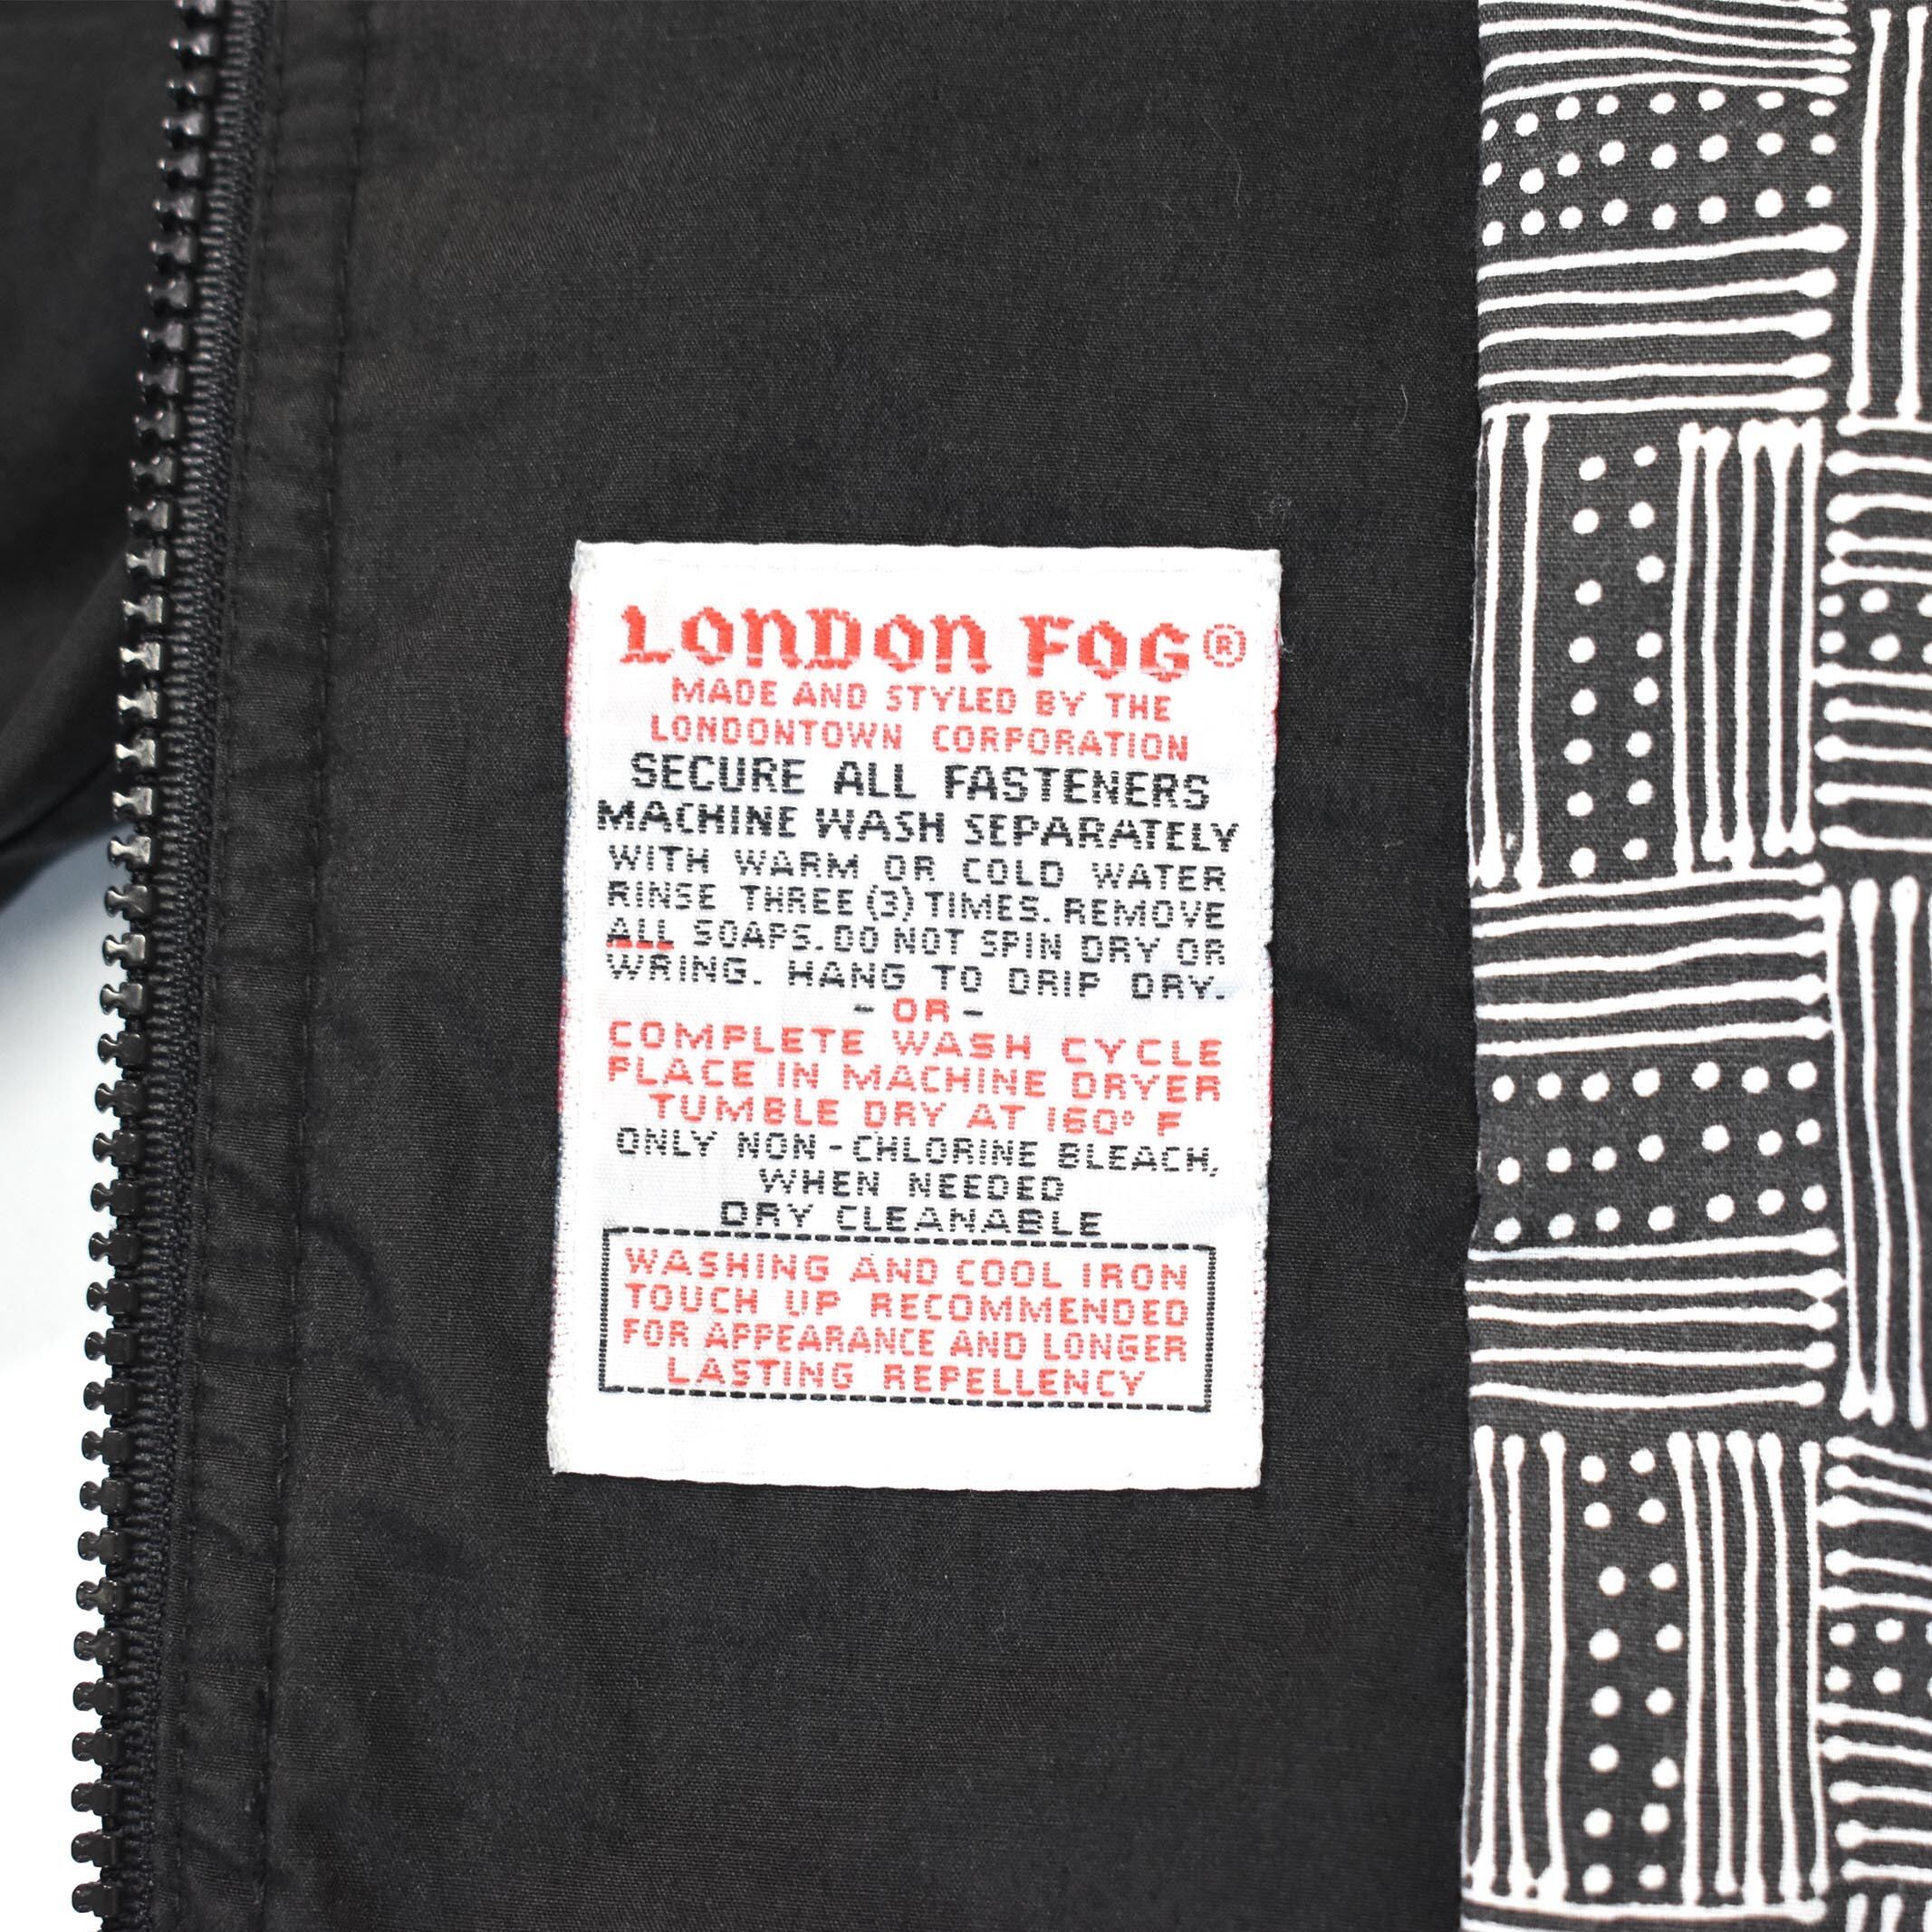 LONDON FOG®
MADE AND STYLED BY THE
LONDONTOWN CORPORATION
SECURE ALL FASTENERS
MACHINE WASH SEPARATELY
WITH WARM OR COLD WATER
RINSE THREE (3) TIMES. REMOVE
ALL SOAPS. DO NOT SPIN DRY OR
WRING. HANG TO DRIP DRY.
- OR -
COMPLETE WASH CYCLE
PLACE IN MACHINE DRYER
TUMBLE DRY AT 160° F
ONLY NON-CHLORINE BLEACH,
WHEN NEEDED
DRY CLEANABLE
WASHING AND COOL IRON
TOUCH UP RECOMMENDED
FOR APPEARANCE AND LONGER
LASTING REPELLENCY